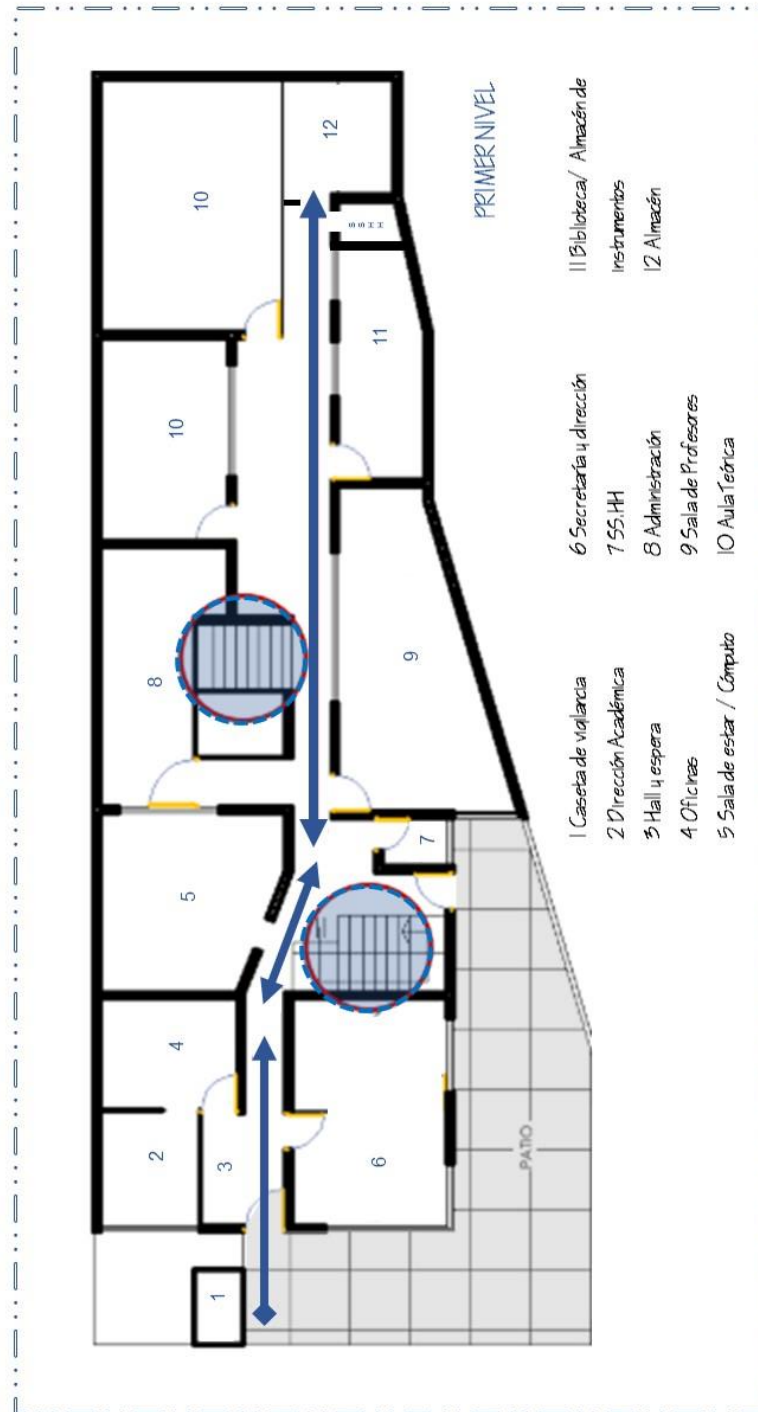 2
8
4
10
5
10
1
3
12
6
11
SSHH
9
7
PRIMER NIVEL
PATIO
1 Caseta de vigilancia
2 Dirección Académica
3 Hall y espera
4 Oficinas
5 Sala de estar / Cómputo
6 Secretaría y dirección
7 SS.HH
8 Administración
9 Sala de Profesores
10 Aula Teórica
11 Biblioteca/ Almacén de
instrumentos
12 Almacén